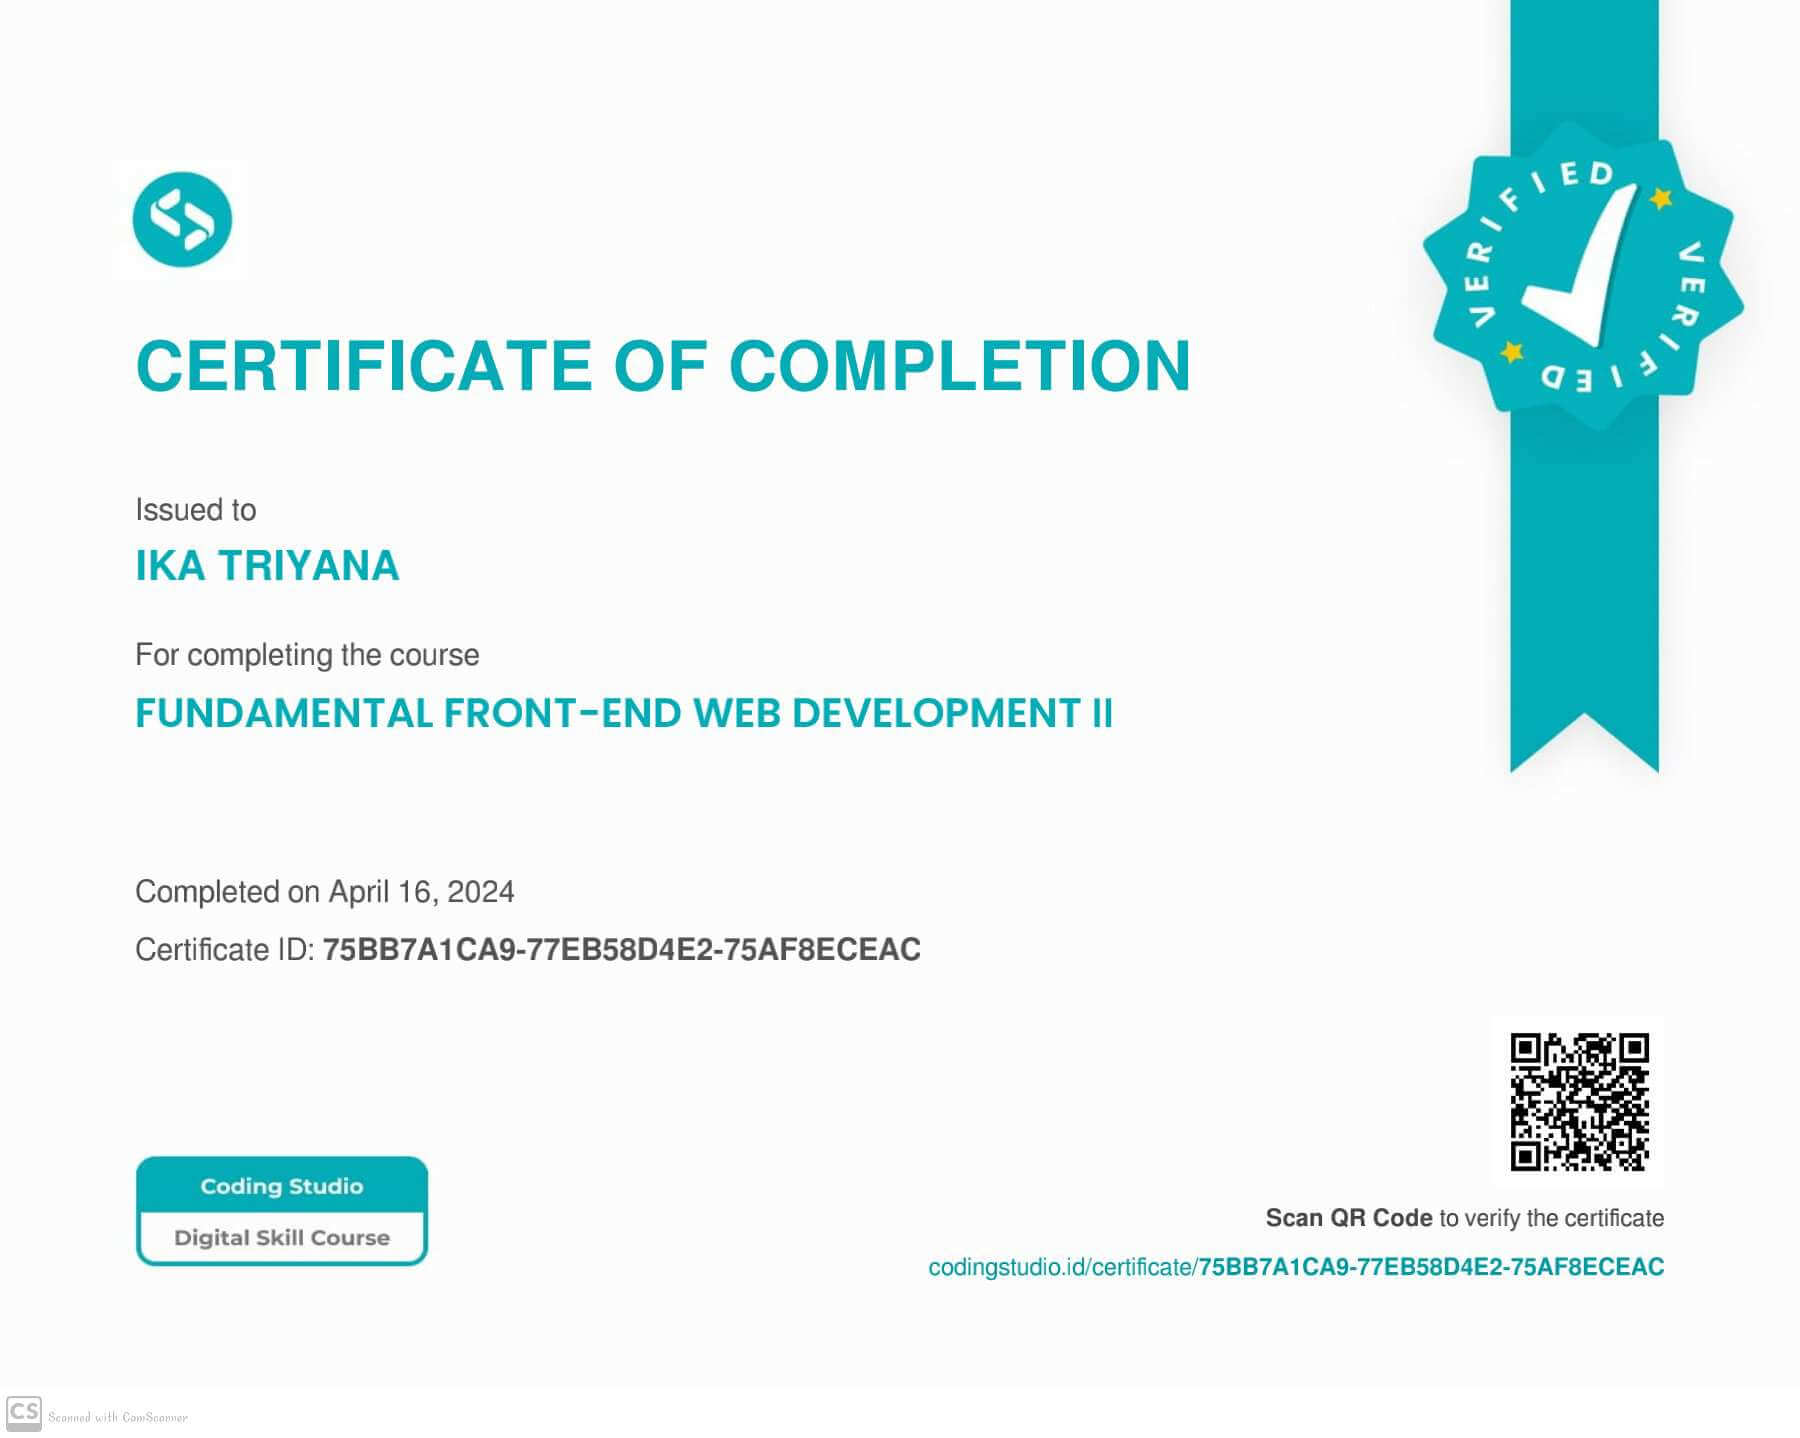 VERIFIED
VERIFIED
CERTIFICATE OF COMPLETION
Issued to
IKA TRIYANA
For completing the course
FUNDAMENTAL FRONT-END WEB DEVELOPMENT II
Completed on April 16, 2024
Certificate ID: 75BB7A1CA9-77EB58D4E2-75AF8ECEAC
Coding Studio
Digital Skill Course
Scan QR Code to verify the certificate
codingstudio.id/certificate/75BB7A1CA9-77EB58D4E2-75AF8ECEAC
CS Scanned with CamScanner